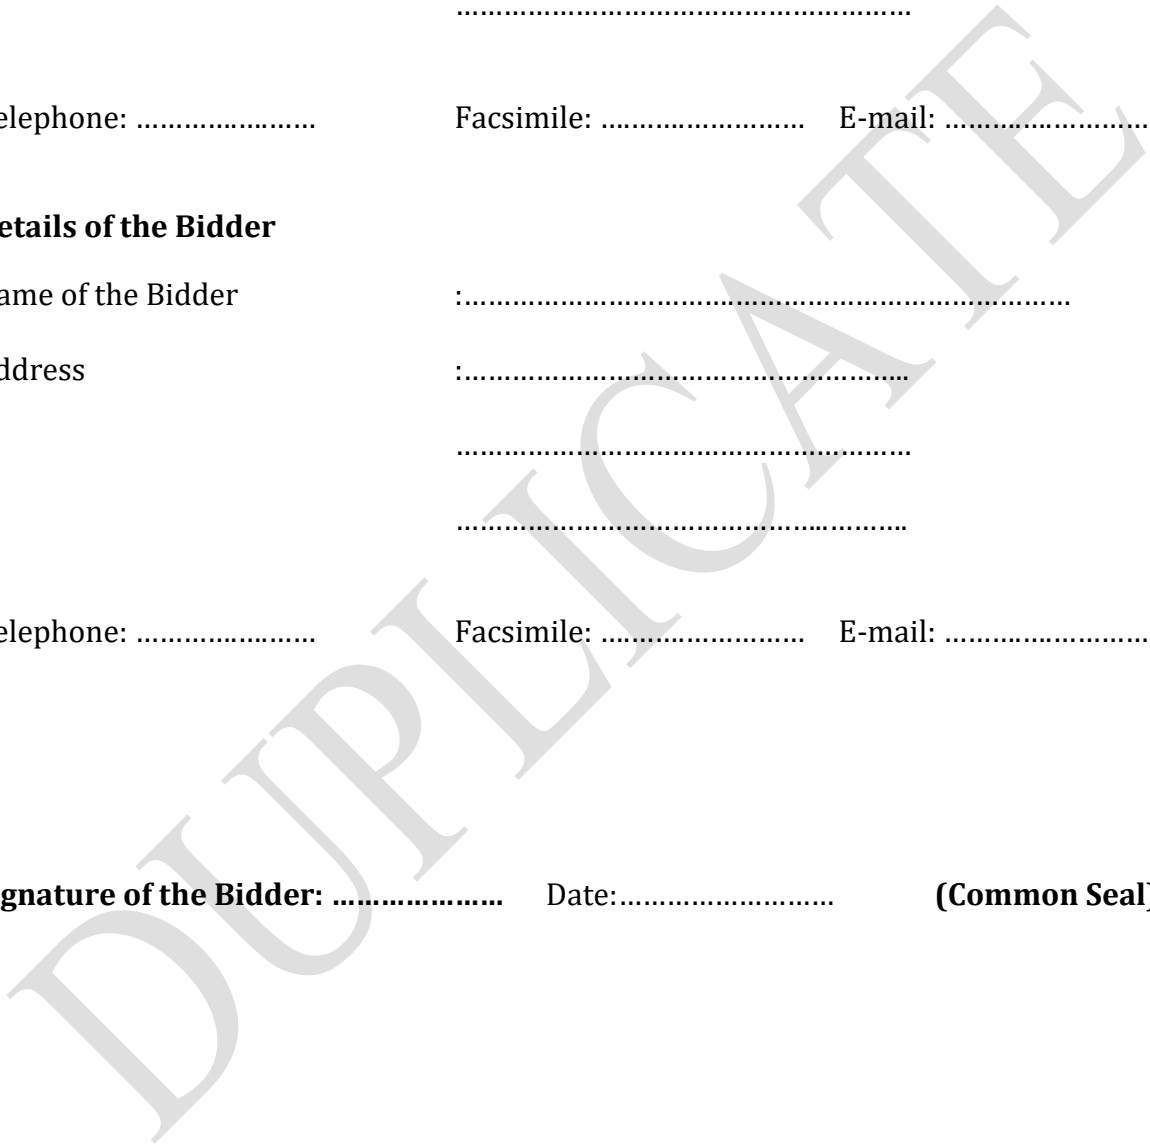 ……………………………………………………
elephone: ………………… Facsimile: …………………… E-mail: ……………………
etails of the Bidder
ame of the Bidder :……………………………………………………………………
ddress :………………………………………………..
……………………………………………………
………………………………………..……….
elephone: ………………… Facsimile: …………………… E-mail: ……………………
gnature of the Bidder: ………………… Date:……………………… (Common Seal)
DUPLICATE